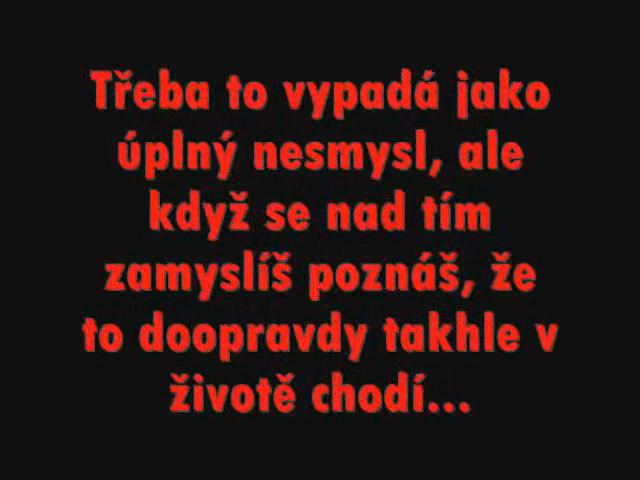 Třeba to vypadá jako
úplný nesmysl, ale
když se nad tím
zamyslíš poznáš, že
to doopravdy takhle v
životě chodí...